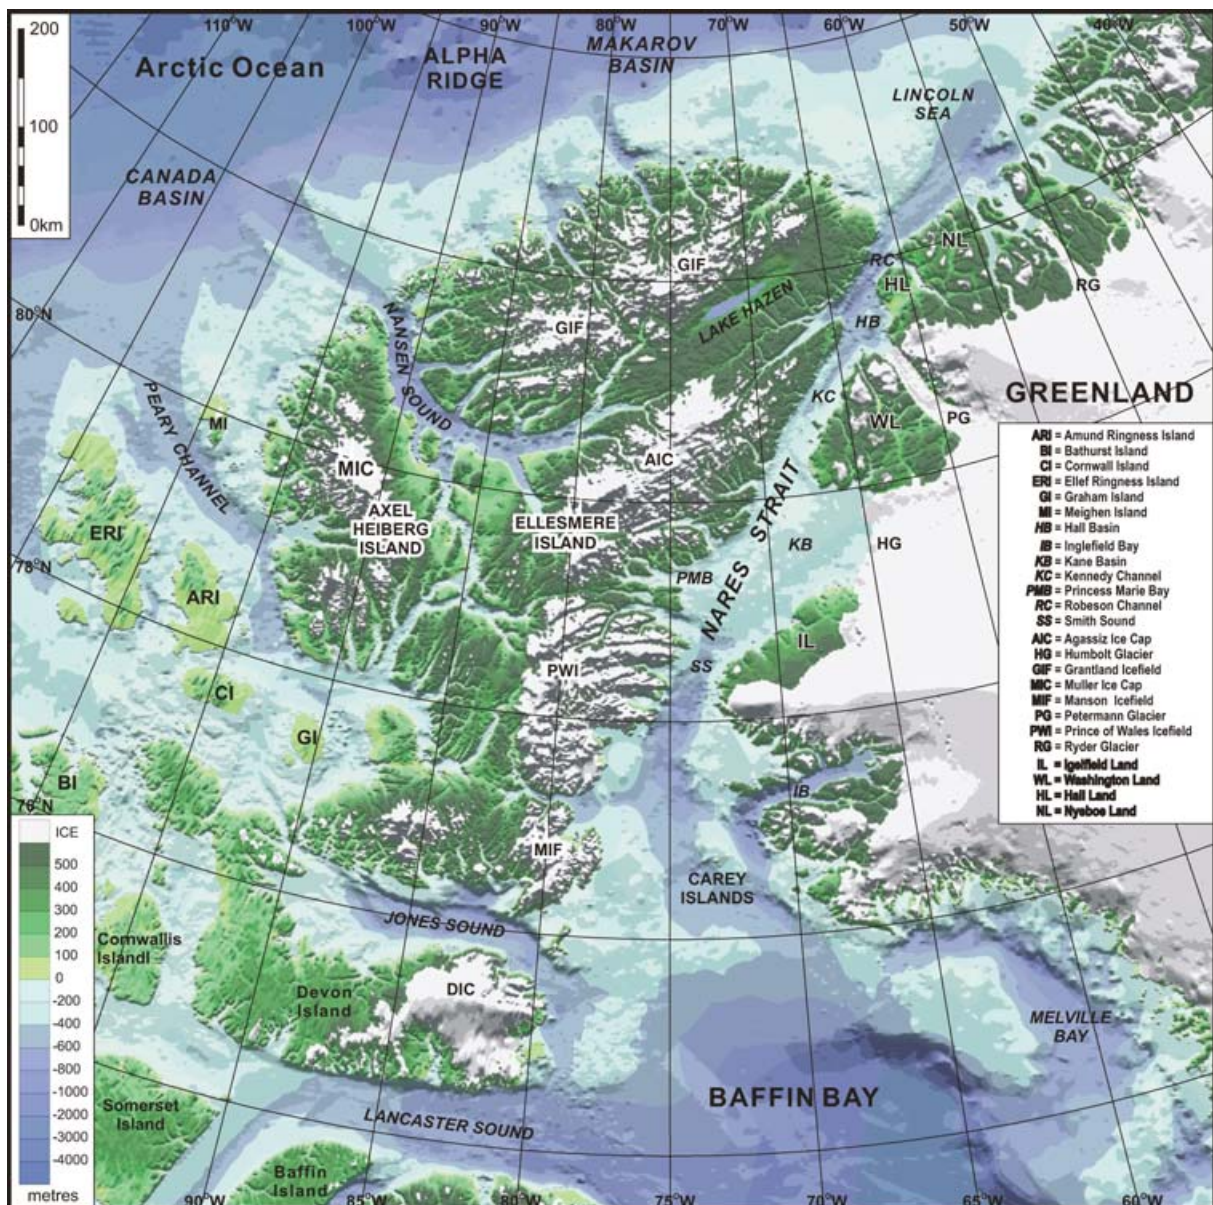 200
110°W
100°W
90°W
80°W
70°W
60°W
50°W
40°W
Arctic Ocean
ALPHA
RIDGE
MAKAROV
BASIN
LINCOLN
SEA
100
CANADA
BASIN
0km
NL
RC
GIF
HL
RG
LAKE HAZEN
80°N
NANSEN SOUND
GIF
HB
PEARY CHANNEL
KC
GREENLAND
MI
WL
PG
MIC
AIC
ERI
AXEL
HEIBERG
ISLAND
ELLESMERE
ISLAND
NARES STRAIT
KB
HG
78°N
PMB
ARI
IL
PWI
SS
CI
GI
BI
IB
76°N
MIF
CAREY
ISLANDS
JONES SOUND
Cornwallis
Islandl
Devon
Island
DIC
MELVILLE
BAY
BAFFIN BAY
Somerset
Island
LANCASTER SOUND
Baffin
Island
90°W
85°W
80°W
75°W
70°W
65°W
60°W
ARI = Amund Ringness Island
BI = Bathurst Island
CI = Cornwall Island
ERI = Ellef Ringness Island
GI = Graham Island
MI = Meighen Island
HB = Hall Basin
IB = Inglefield Bay
KB = Kane Basin
KC = Kennedy Channel
PMB = Princess Marie Bay
RC = Robeson Channel
SS = Smith Sound
AIC = Agassiz Ice Cap
HG = Humbolt Glacier
GIF = Grantland Icefield
MIC = Muller Ice Cap
MIF = Manson Icefield
PG = Petermann Glacier
PWI = Prince of Wales Icefield
RG = Ryder Glacier
IL = Igelfield Land
WL = Washington Land
HL = Hall Land
NL = Nyeboe Land
ICE
500
400
300
200
100
0
-200
-400
-600
-800
-1000
-2000
-3000
-4000
metres